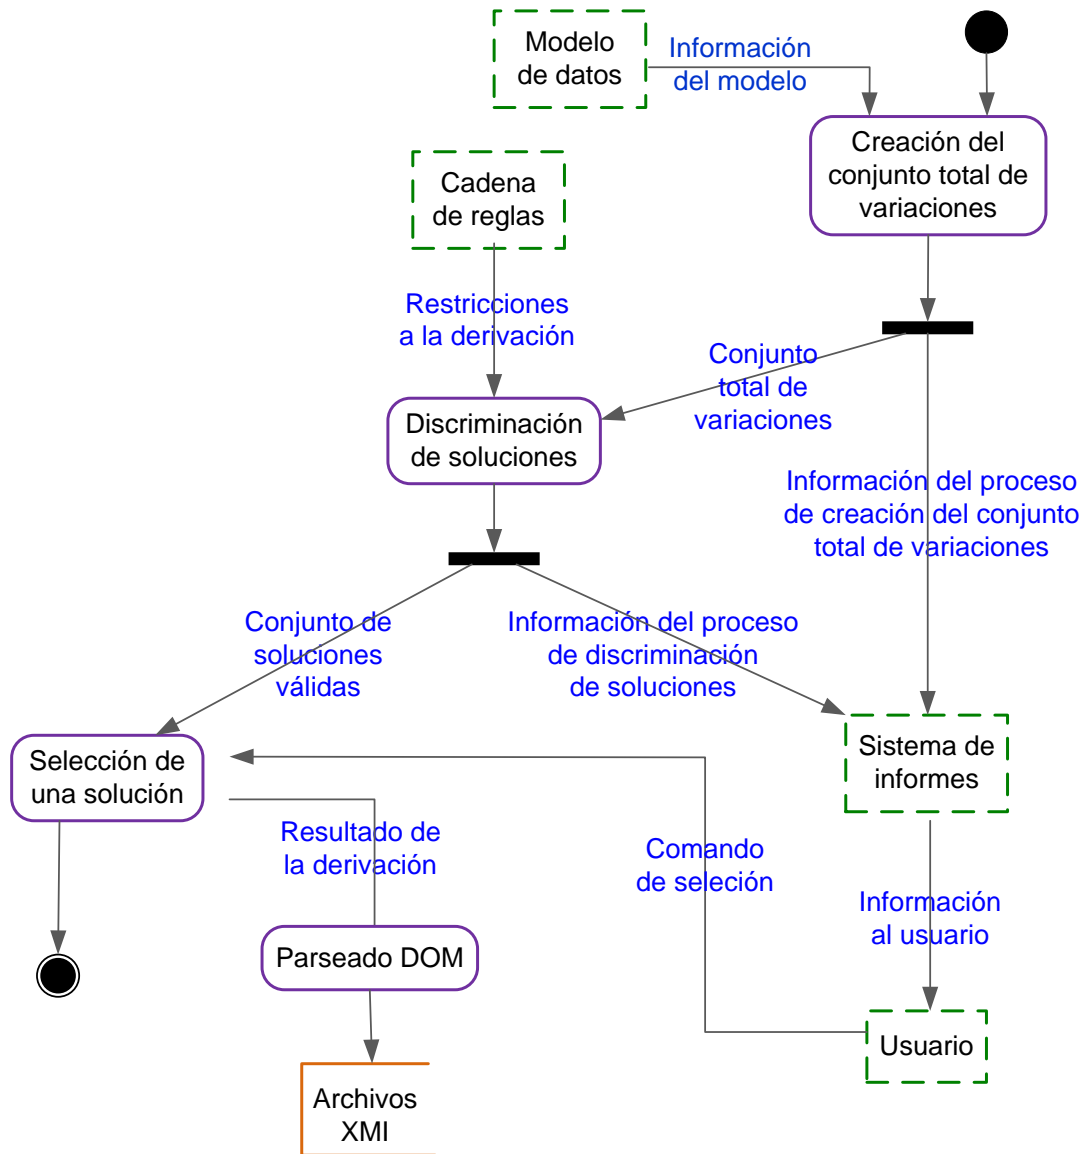 Modelo
de datos
Información
del modelo
Creación del
conjunto total de
variaciones
Cadena
de reglas
Restricciones
a la derivación
Conjunto
total de
variaciones
Discriminación
de soluciones
Información del proceso
de creación del conjunto
total de variaciones
Conjunto de
soluciones
válidas
Información del proceso
de discriminación
de soluciones
Selección de
una solución
Sistema de
informes
Resultado de
la derivación
Comando
de seleción
Información
al usuario
Parseado DOM
Usuario
Archivos
XMI